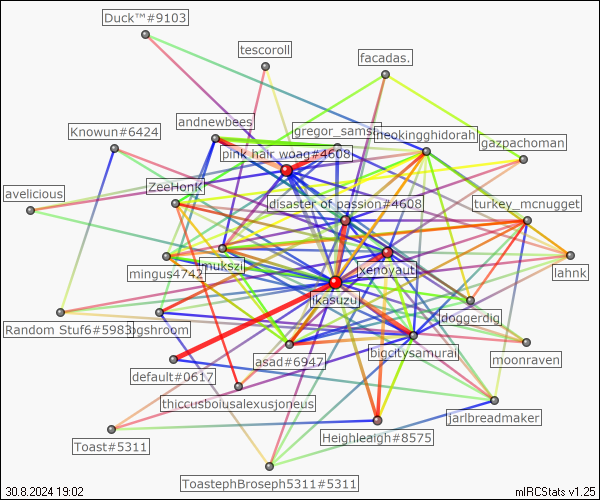 Duck™#9103
tescoroll
facadas.
andnewbees
gregor_samsa
Knowun#6424
neokingghidorah
gazpachoman
pink hair woag#4608
avelicious
ZeeHonK
disaster of passion#4608
turkey_mcnugget
mukszi
mingus4742
xenoyaut
lahnk
ikasuzu
doggerdig
Random Stuf6#5983
bigcitysamurai
asad#6947
moonraven
default#0617
thiccusboiusalexusjoneus
jarlbreadmaker
Heighleaigh#8575
Toast#5311
ToastephBroseph5311#5311
30.8.2024 19:02
mIRCStats v1.25